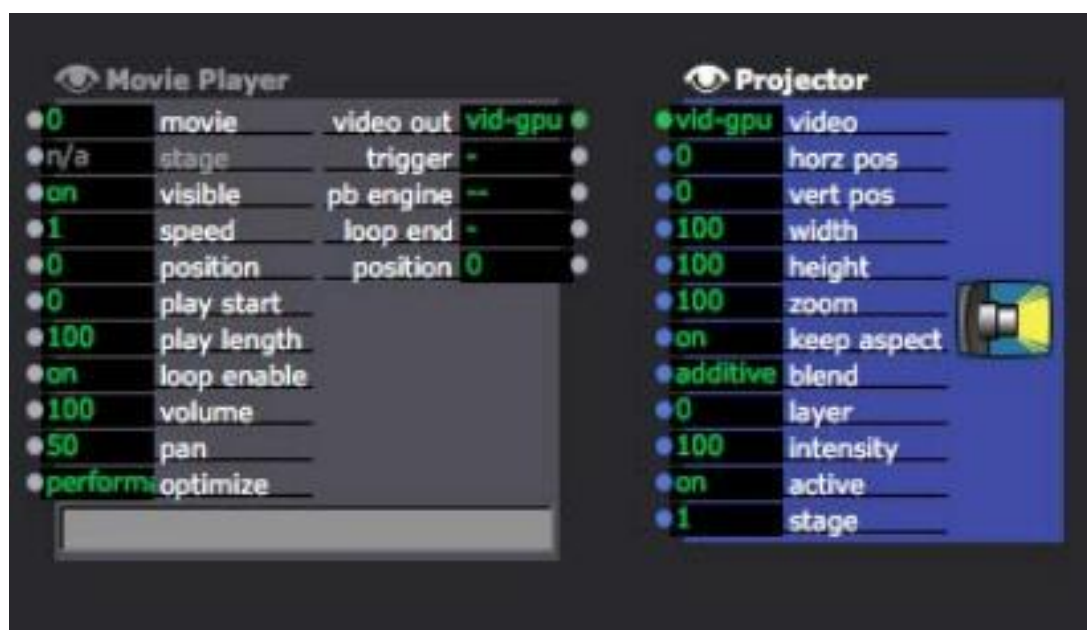 Movie Player
0 movie video out vid-gpu
n/a stage trigger -
on visible pb engine --
1 speed loop end -
0 position position 0
0 play start
100 play length
on loop enable
100 volume
50 pan
performa optimize
Projector
vid-gpu video
0 horz pos
0 vert pos
100 width
100 height
100 zoom
on keep aspect
additive blend
0 layer
100 intensity
on active
1 stage